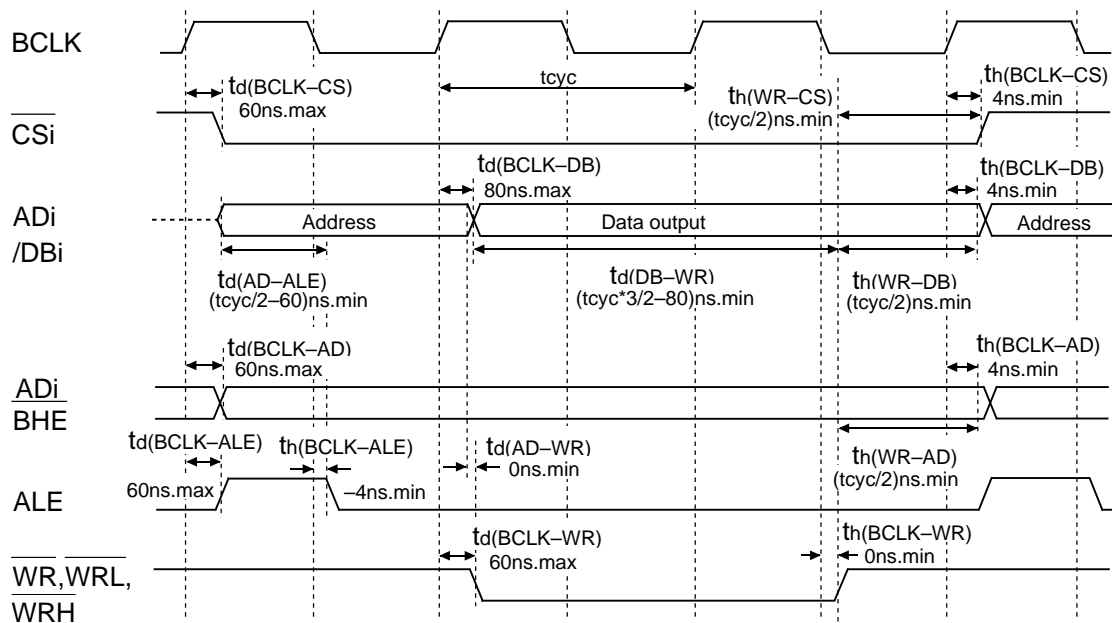 BCLK
td(BCLK–CS)
60ns.max
tcyc
th(WR–CS)
(tcyc/2)ns.min
th(BCLK–CS)
4ns.min
CSi
td(BCLK–DB)
80ns.max
th(BCLK–DB)
4ns.min
ADi
/DBi
Address
Data output
Address
td(AD–ALE)
(tcyc/2–60)ns.min
td(DB–WR)
(tcyc*3/2–80)ns.min
th(WR–DB)
(tcyc/2)ns.min
td(BCLK–AD)
60ns.max
th(BCLK–AD)
4ns.min
ADi
BHE
td(BCLK–ALE)
60ns.max
th(BCLK–ALE)
–4ns.min
td(AD–WR)
0ns.min
th(WR–AD)
(tcyc/2)ns.min
ALE
td(BCLK–WR)
60ns.max
th(BCLK–WR)
0ns.min
WR,WRL,
WRH